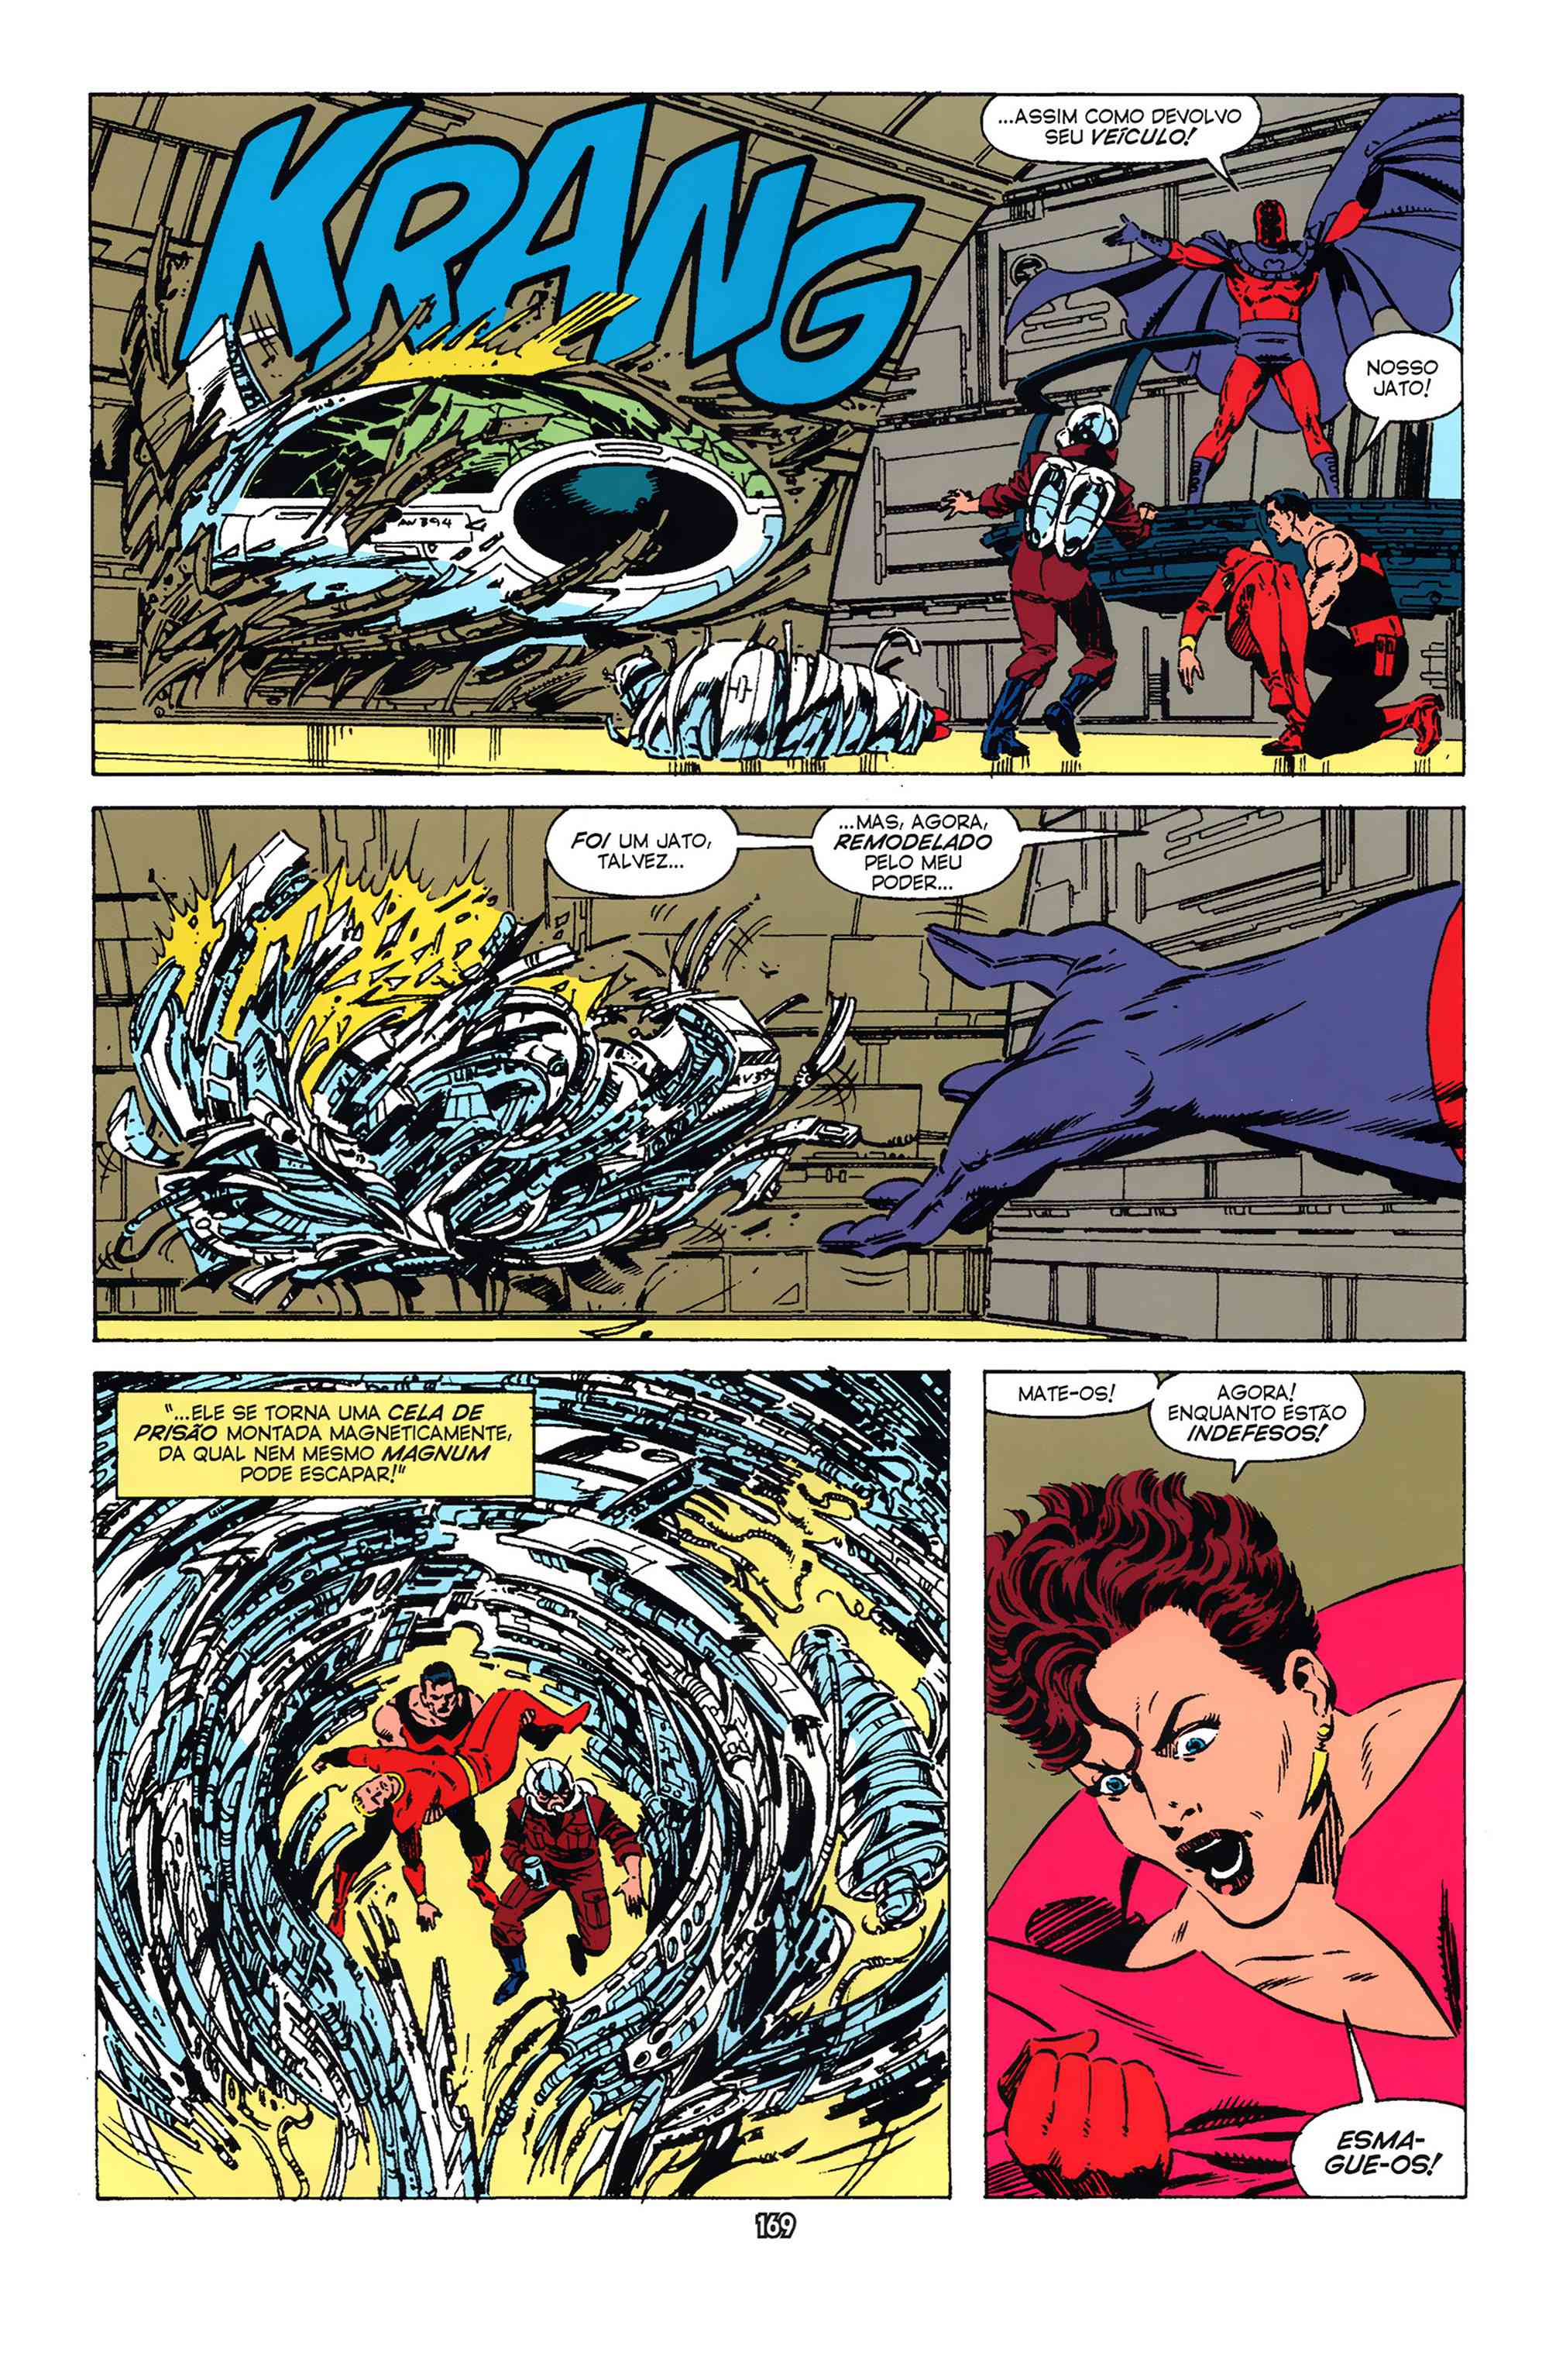 KRANG
...ASSIM COMO DEVOLVO
SEU VEÍCULO!
NOSSO
JATO!
AV394
FOI UM JATO,
TALVEZ...
...MAS, AGORA,
REMODELADO
PELO MEU
PODER...
"...ELE SE TORNA UMA CELA DE
PRISÃO MONTADA MAGNETICAMENTE,
DA QUAL NEM MESMO MAGNUM
PODE ESCAPAR!"
MATE-OS!
AGORA!
ENQUANTO ESTÃO
INDEFESOS!
ESMA-
GUE-OS!
169